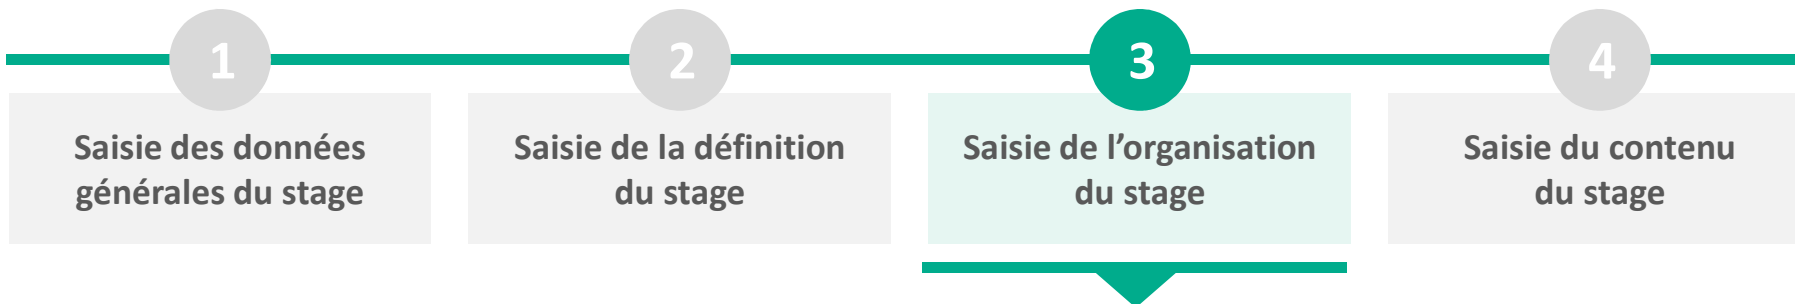 1
Saisie des données
générales du stage
2
Saisie de la définition
du stage
3
Saisie de l’organisation
du stage
4
Saisie du contenu
du stage